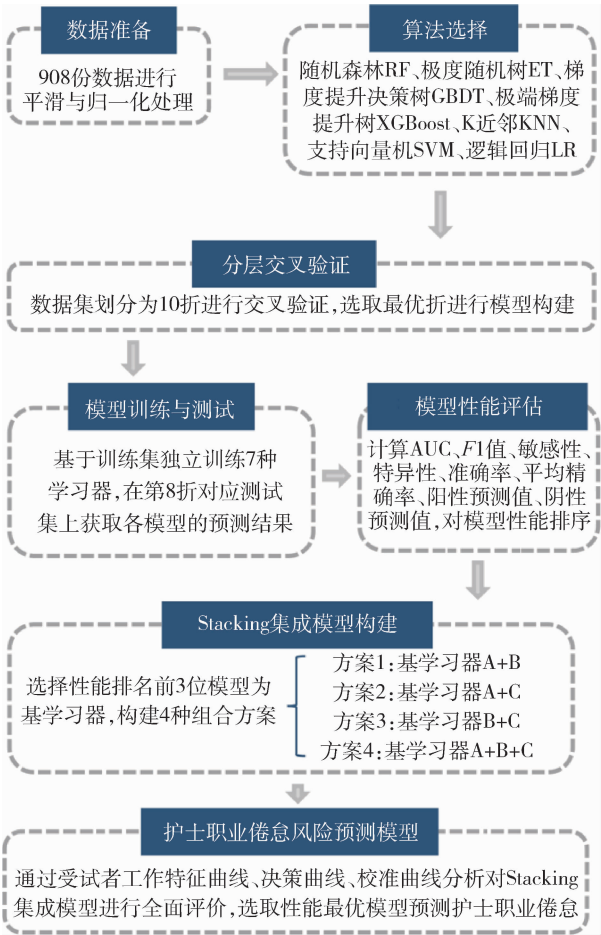 数据准备
908份数据进行
平滑与归一化处理
算法选择
随机森林RF、极度随机树ET、梯
度提升决策树GBDT、极端梯度
提升树XGBoost、K近邻KNN、
支持向量机SVM、逻辑回归LR
分层交叉验证
数据集划分为10折进行交叉验证,选取最优折进行模型构建
模型训练与测试
基于训练集独立训练7种
学习器,在第8折对应测试
集上获取各模型的预测结果
模型性能评估
计算AUC、F1值、敏感性、
特异性、准确率、平均精
确率、阳性预测值、阴性
预测值,对模型性能排序
Stacking集成模型构建
选择性能排名前3位模型为
基学习器,构建4种组合方案
方案1:基学习器A+B
方案2:基学习器A+C
方案3:基学习器B+C
方案4:基学习器A+B+C
护士职业倦怠风险预测模型
通过受试者工作特征曲线、决策曲线、校准曲线分析对Stacking
集成模型进行全面评价,选取性能最优模型预测护士职业倦怠